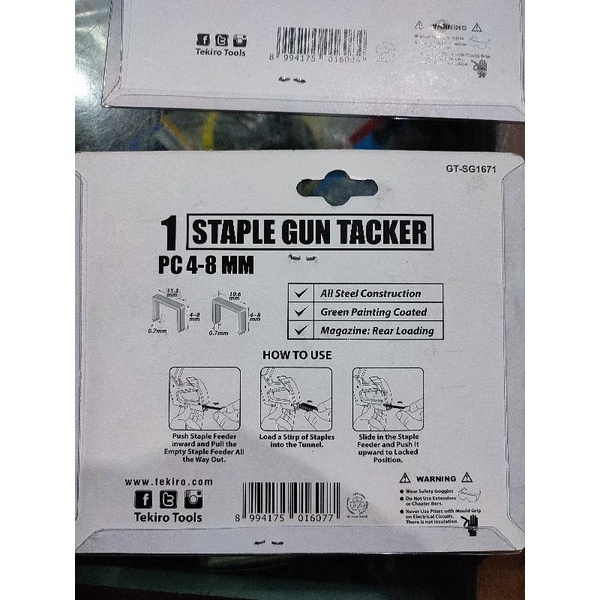 WARNING
Tekiro Tools
8 994175 016084
GT-SG1671
1 STAPLE GUN TACKER
PC 4-8 MM
11.3 mm
4-8 mm
0.7mm
10.6 mm
4-8 mm
0.7mm
All Steel Construction
Green Painting Coated
Magazine: Rear Loading
HOW TO USE
Push Staple Feeder
inward and Pull the
Empty Staple Feeder All
the Way Out.
Load a Stirp of Staples
into the Tunnel.
Slide in the Staple
Feeder and Push It
upward to Locked
Position.
www.tekiro.com
Tekiro Tools
8 994175 016077
WARNING
Wear Safety Goggles
Do Not Use Extenders
or Cheater Bars.
Never Use Pliers with Mould Grip
on Electrical Circuits.
There is not Insulation.